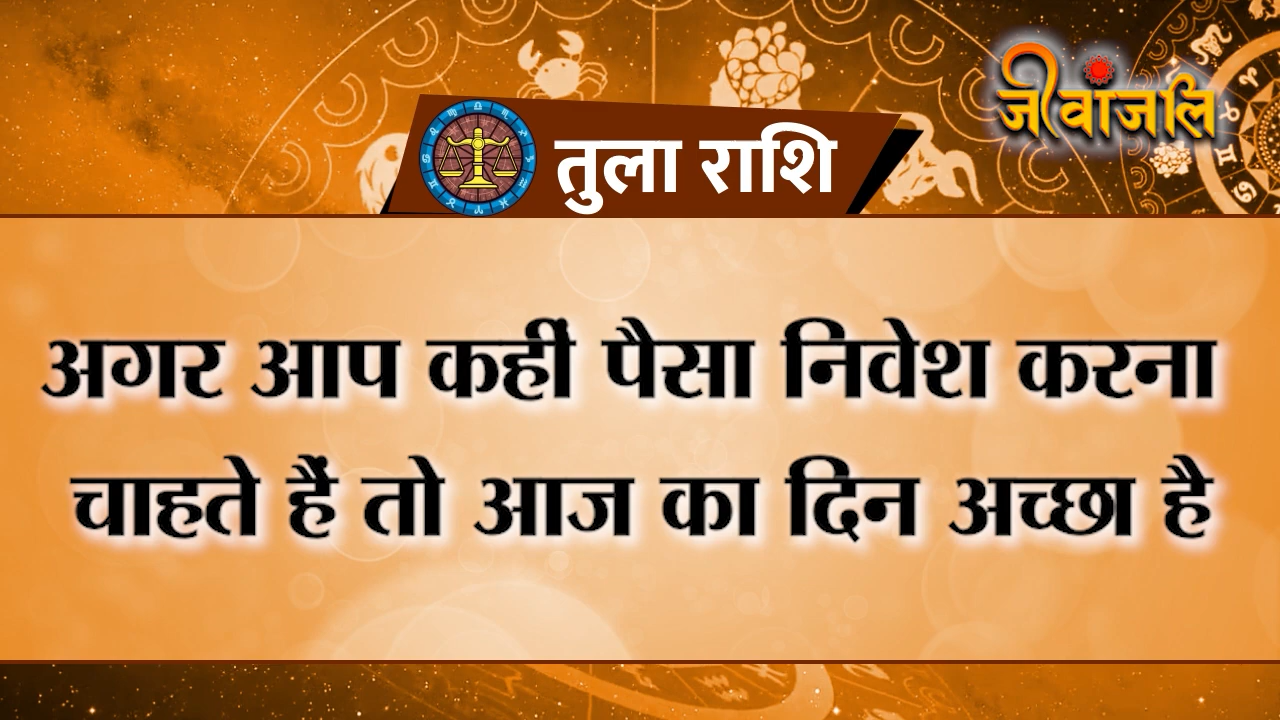 जीवांजलि
तुला राशि
अगर आप कहीं पैसा निवेश करना
चाहते हैं तो आज का दिन अच्छा है